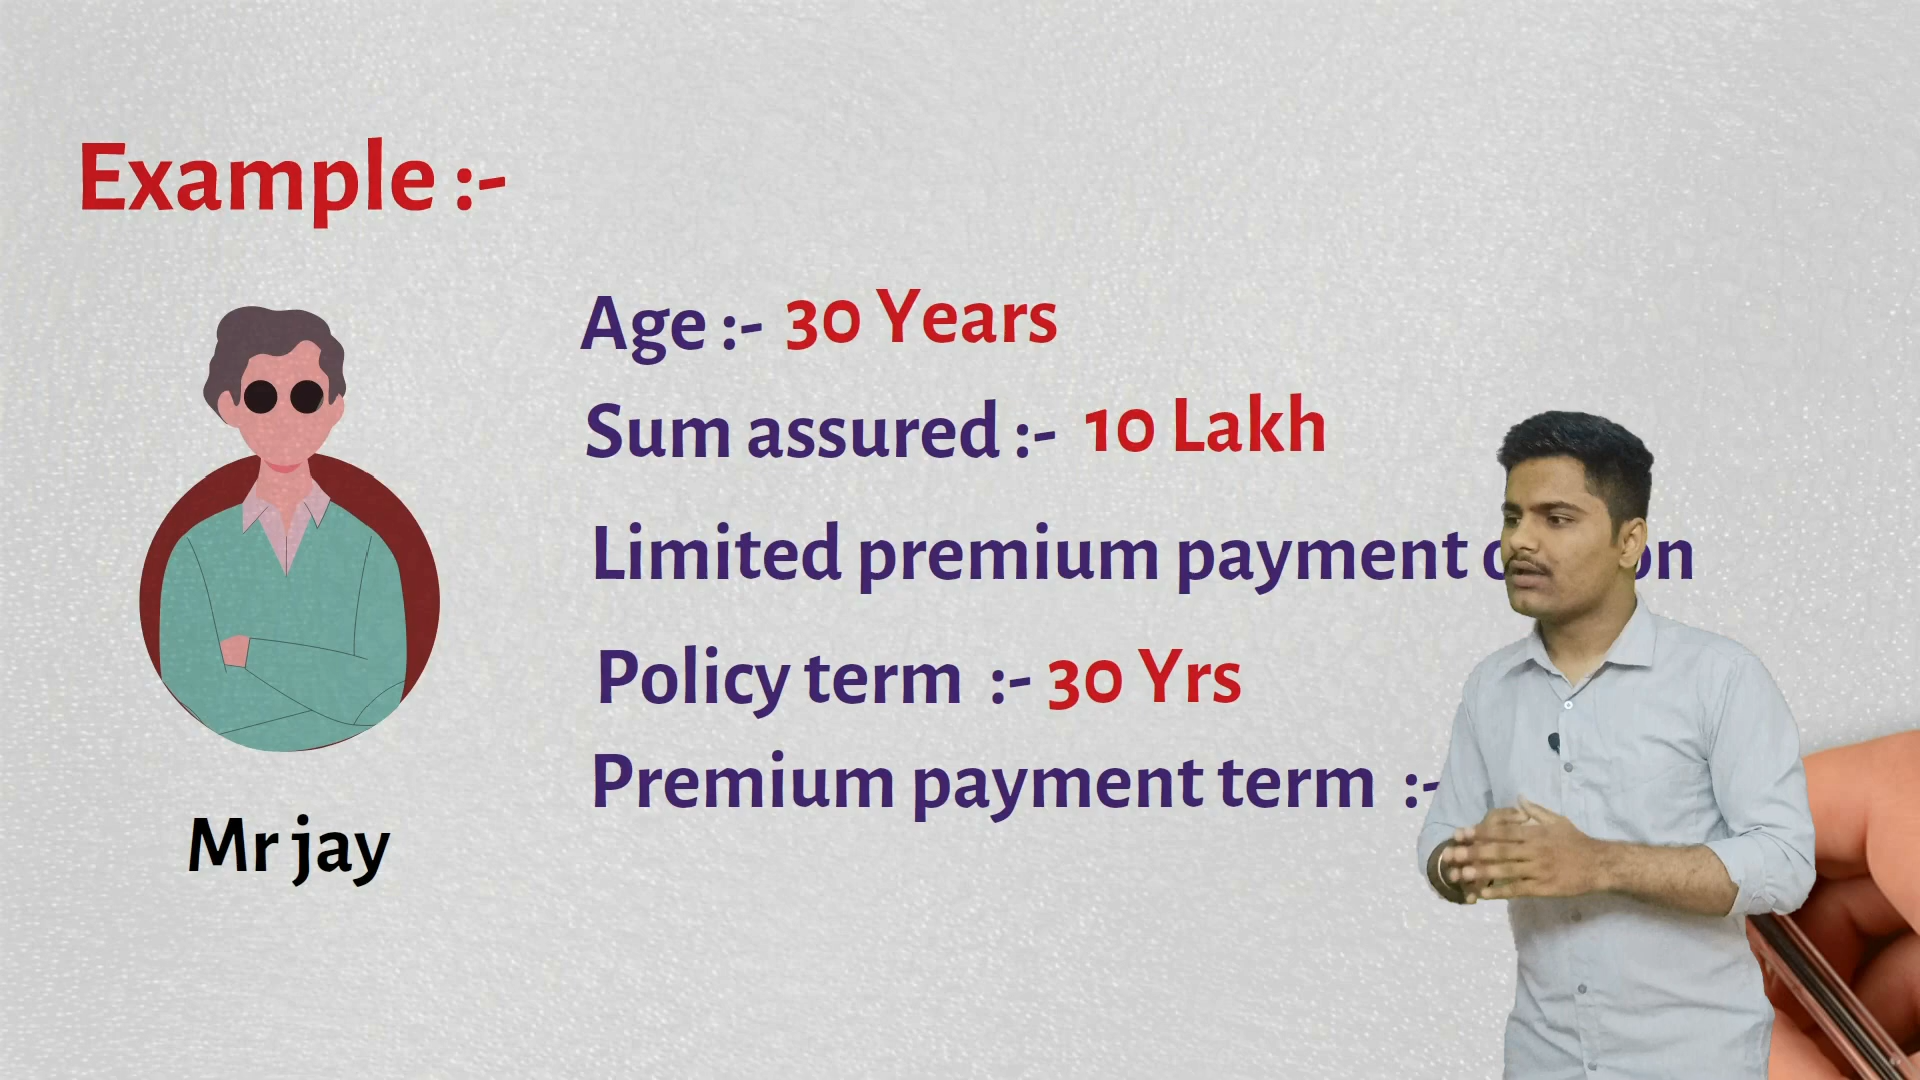 Example :-
Age :- 30 Years
Sum assured :- 10 Lakh
Limited premium payment
Policy term :- 30 Yrs
Premium payment term :-
Mr jay